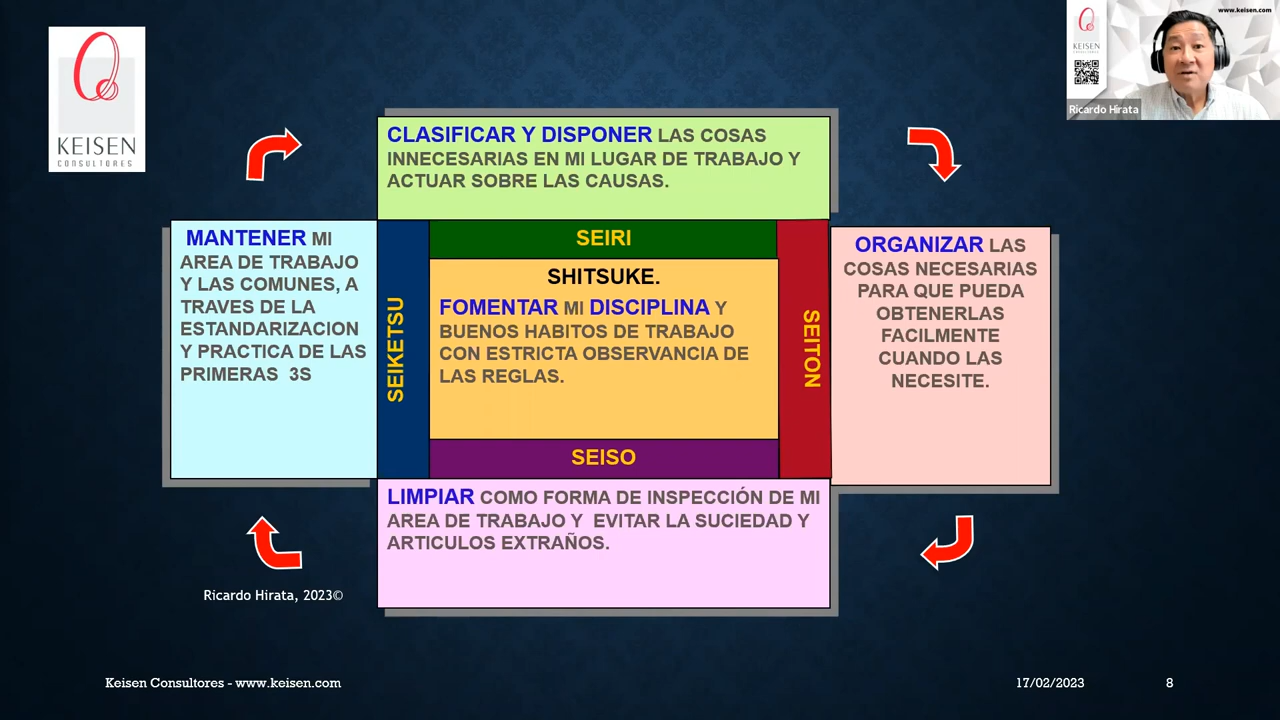 KEISEN
CONSULTORES
www.keisen.com
KEISEN
CONSULTORES
Ricardo Hirata
CLASIFICAR Y DISPONER LAS COSAS
INNECESARIAS EN MI LUGAR DE TRABAJO Y
ACTUAR SOBRE LAS CAUSAS.
MANTENER MI
AREA DE TRABAJO
Y LAS COMUNES, A
TRAVES DE LA
ESTANDARIZACION
Y PRACTICA DE LAS
PRIMERAS 3S
SEIKETSU
SEIRI
SHITSUKE.
FOMENTAR MI DISCIPLINA Y
BUENOS HABITOS DE TRABAJO
CON ESTRICTA OBSERVANCIA DE
LAS REGLAS.
SEISO
SEITON
ORGANIZAR LAS
COSAS NECESARIAS
PARA QUE PUEDA
OBTENERLAS
FACILMENTE
CUANDO LAS
NECESITE.
LIMPIAR COMO FORMA DE INSPECCIÓN DE MI
AREA DE TRABAJO Y EVITAR LA SUCIEDAD Y
ARTICULOS EXTRAÑOS.
Ricardo Hirata, 2023©
Keisen Consultores - www.keisen.com
17/02/2023
8